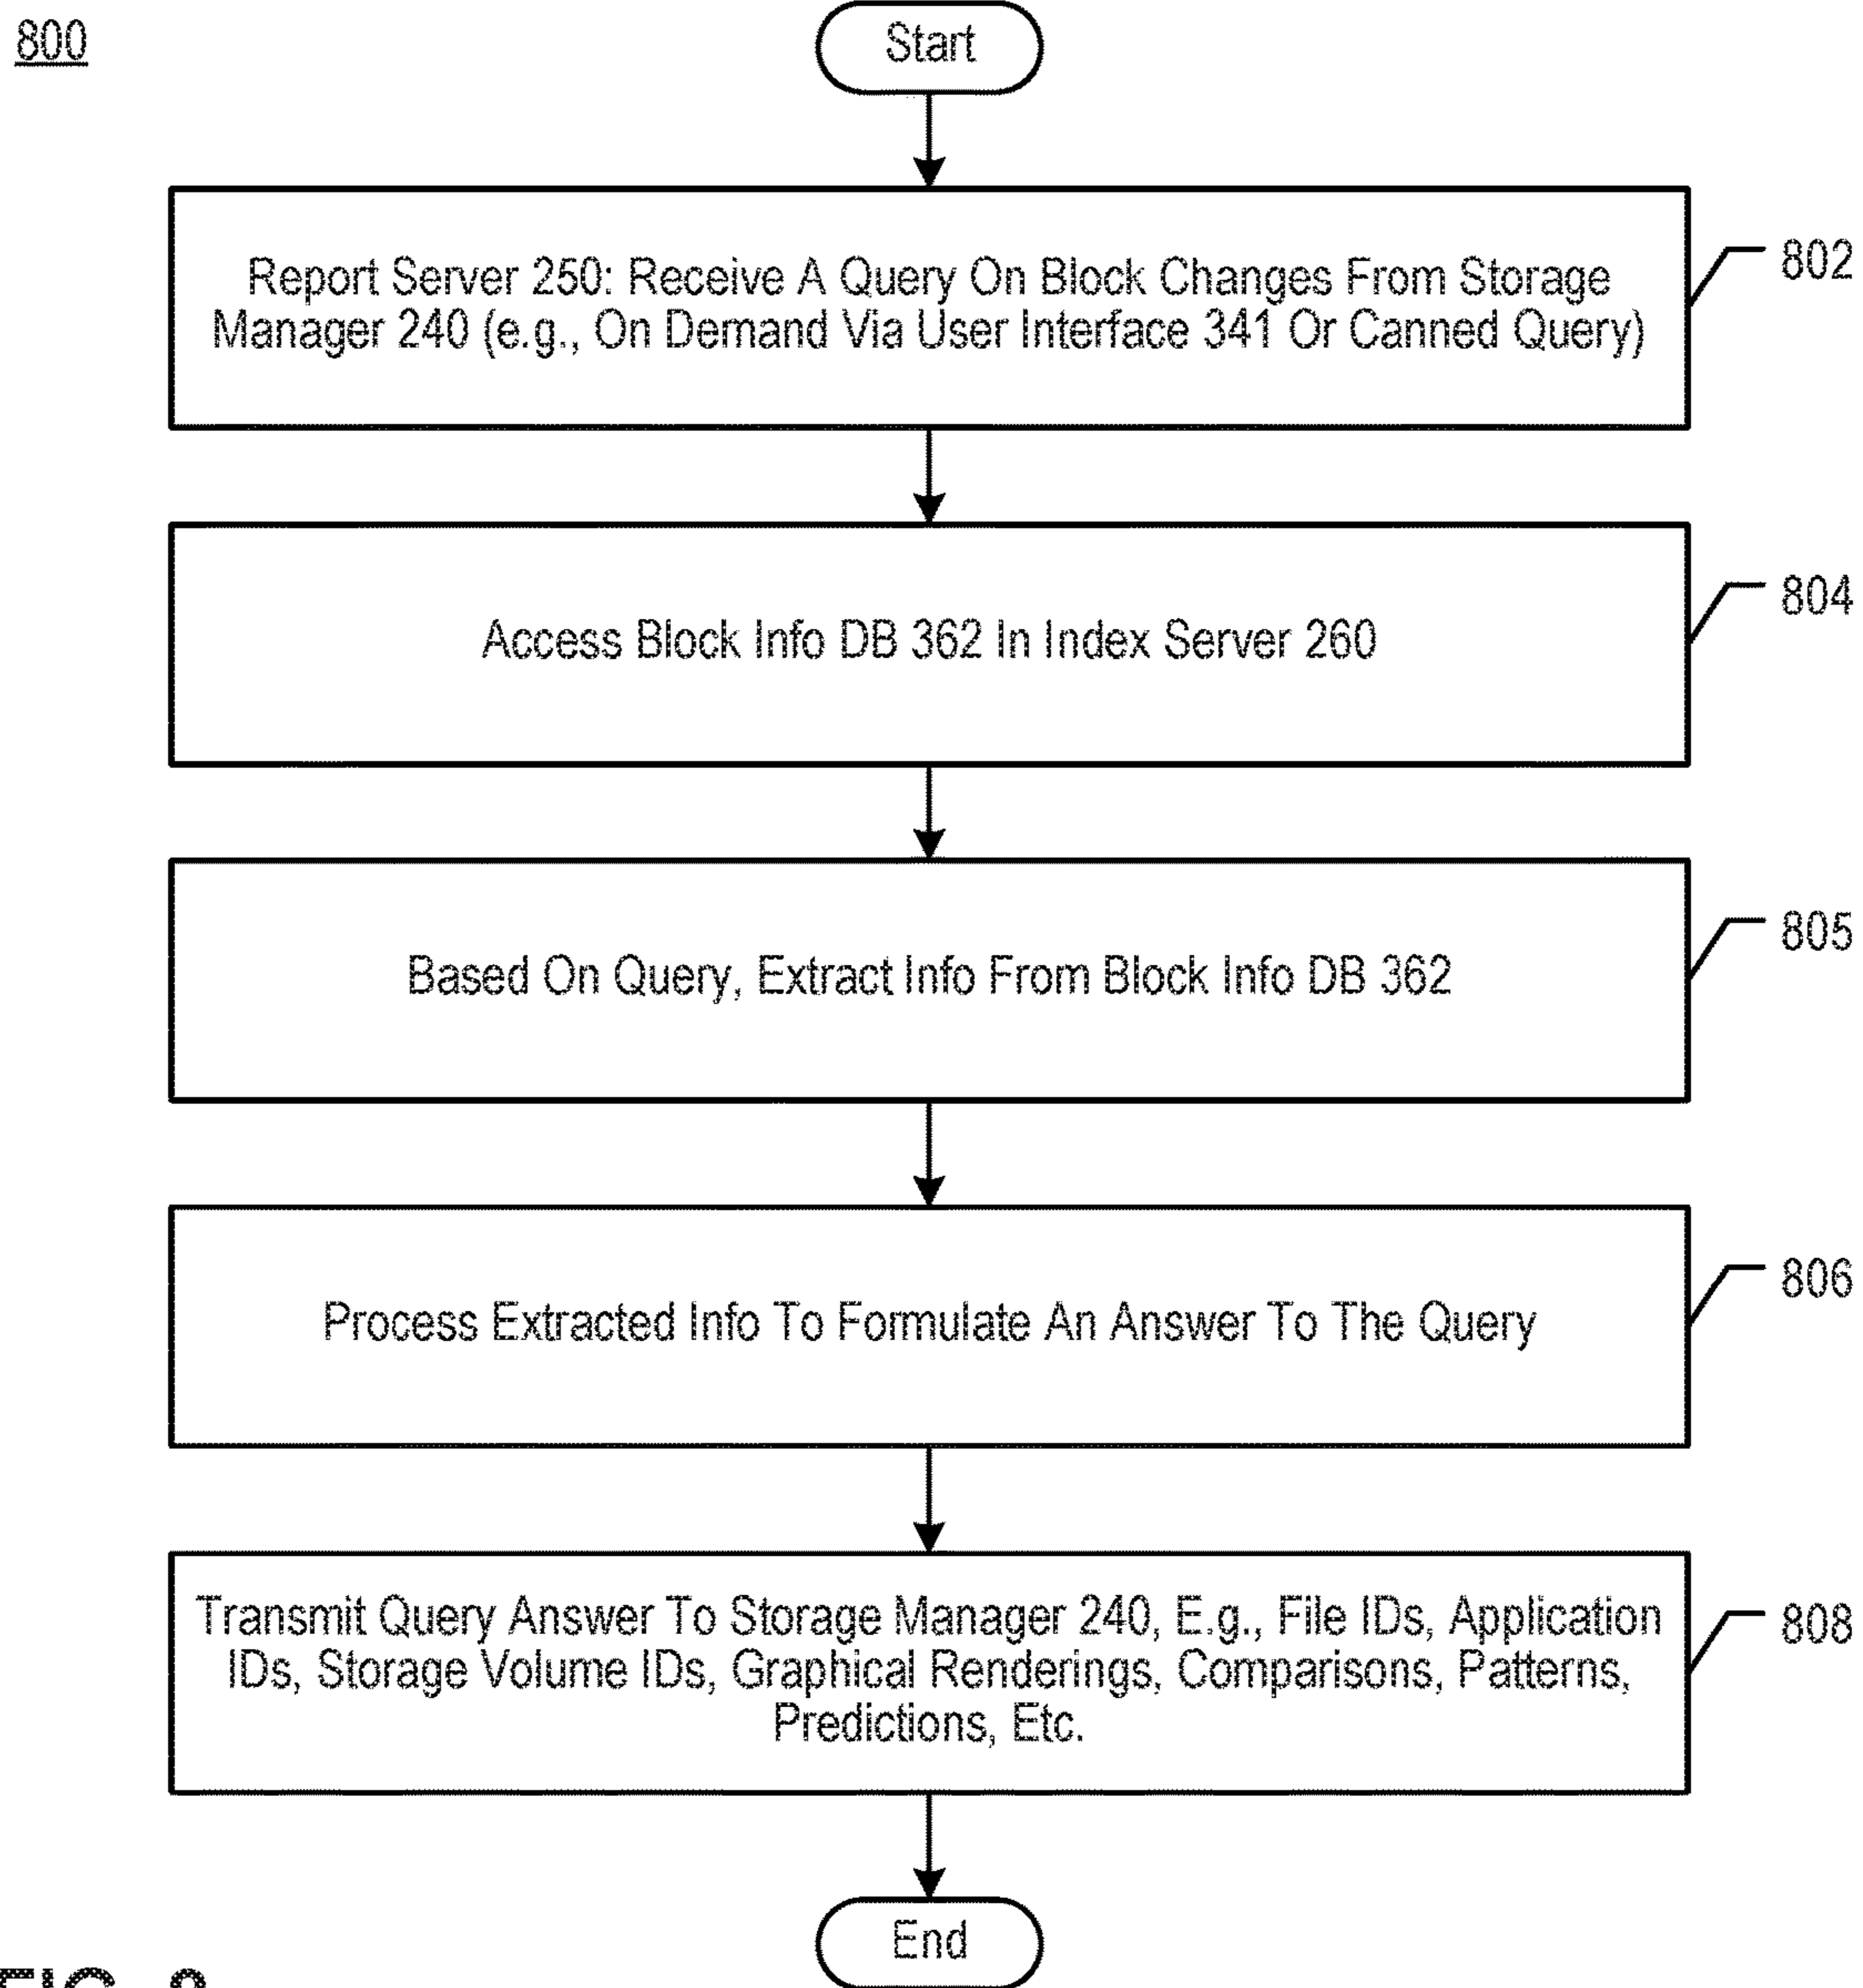 800
Start
Report Server 250: Receive A Query On Block Changes From Storage
Manager 240 (e.g., On Demand Via User Interface 341 Or Canned Query)
802
Access Block Info DB 362 In Index Server 260
804
Based On Query, Extract Info From Block Info DB 362
805
Process Extracted Info To Formulate An Answer To The Query
806
Transmit Query Answer To Storage Manager 240, E.g., File IDs, Application
IDs, Storage Volume IDs, Graphical Renderings, Comparisons, Patterns,
Predictions, Etc.
808
End